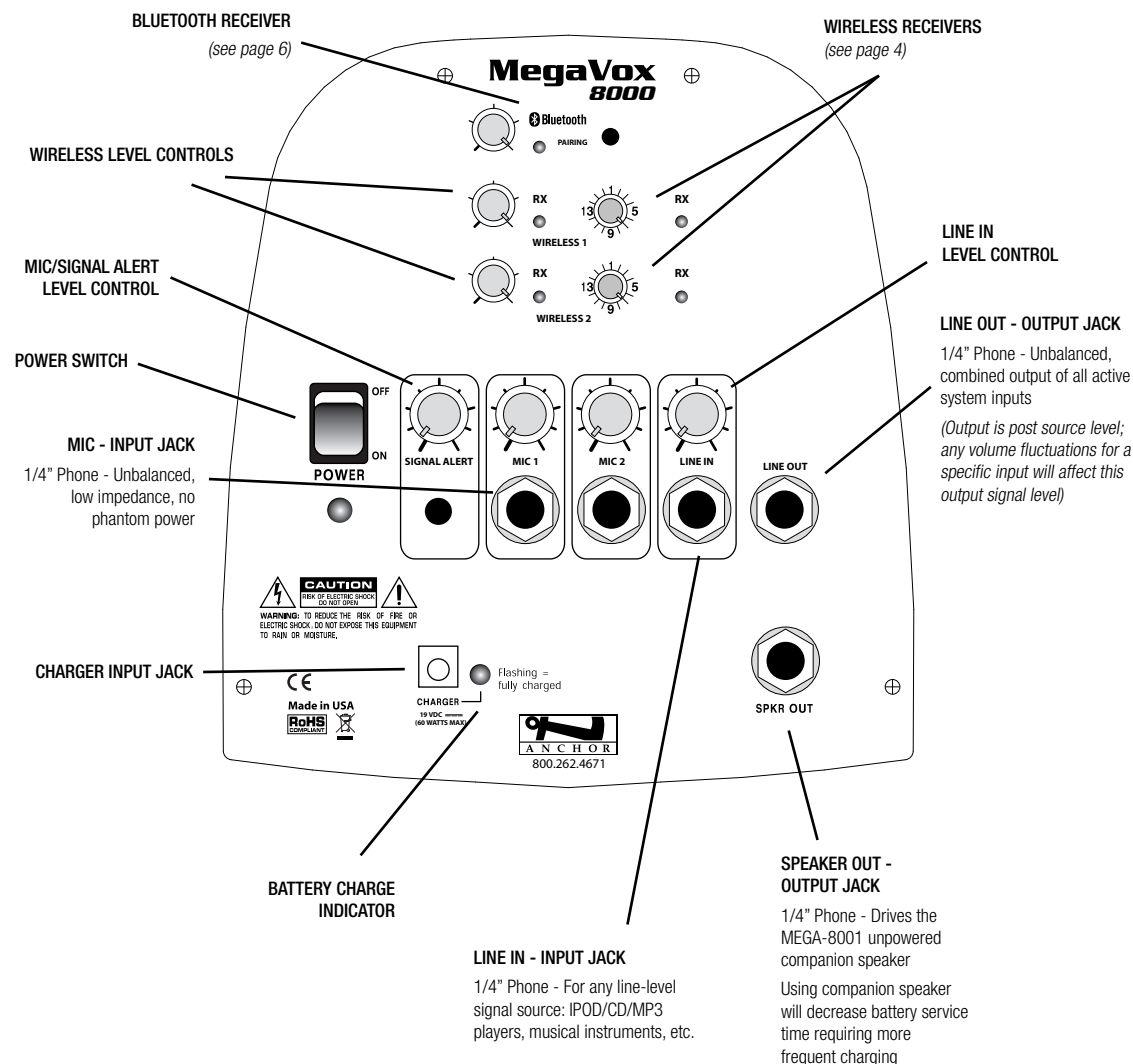 BLUETOOTH RECEIVER
(see page 6)
WIRELESS RECEIVERS
(see page 4)
MegaVox
8000
Bluetooth
PAIRING
WIRELESS LEVEL CONTROLS
RX
1
13
5
9
RX
WIRELESS 1
RX
1
13
5
9
RX
WIRELESS 2
LINE IN
LEVEL CONTROL
MIC/SIGNAL ALERT
LEVEL CONTROL
LINE OUT - OUTPUT JACK
1/4" Phone - Unbalanced,
combined output of all active
system inputs
(Output is post source level;
any volume fluctuations for a
specific input will affect this
output signal level)
POWER SWITCH
OFF
ON
POWER
SIGNAL ALERT
MIC 1
MIC 2
LINE IN
LINE OUT
MIC - INPUT JACK
1/4" Phone - Unbalanced,
low impedance, no
phantom power
CAUTION
RISK OF ELECTRIC SHOCK
DO NOT OPEN
WARNING: TO REDUCE THE RISK OF FIRE OR
ELECTRIC SHOCK, DO NOT EXPOSE THIS EQUIPMENT
TO RAIN OR MOISTURE.
CHARGER INPUT JACK
CE
Made in USA
RoHS
COMPLIANT
Flashing =
fully charged
CHARGER
19 VDC
(60 WATTS MAX)
ANCHOR
800.262.4671
SPKR OUT
BATTERY CHARGE
INDICATOR
LINE IN - INPUT JACK
1/4" Phone - For any line-level
signal source: IPOD/CD/MP3
players, musical instruments, etc.
SPEAKER OUT -
OUTPUT JACK
1/4" Phone - Drives the
MEGA-8001 unpowered
companion speaker
Using companion speaker
will decrease battery service
time requiring more
frequent charging